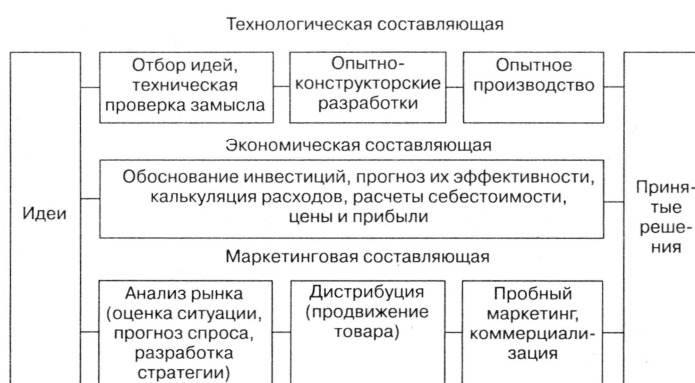 Технологическая составляющая
Идеи
Отбор идей,
техническая
проверка замысла
Опытно-
конструкторские
разработки
Опытное
производство
Экономическая составляющая
Обоснование инвестиций, прогноз их эффективности,
калькуляция расходов, расчеты себестоимости,
цены и прибыли
Маркетинговая составляющая
Анализ рынка
(оценка ситуации,
прогноз спроса,
разработка
стратегии)
Дистрибуция
(продвижение
товара)
Пробный
маркетинг,
коммерциали-
зация
Приня-
тые
реше-
ния